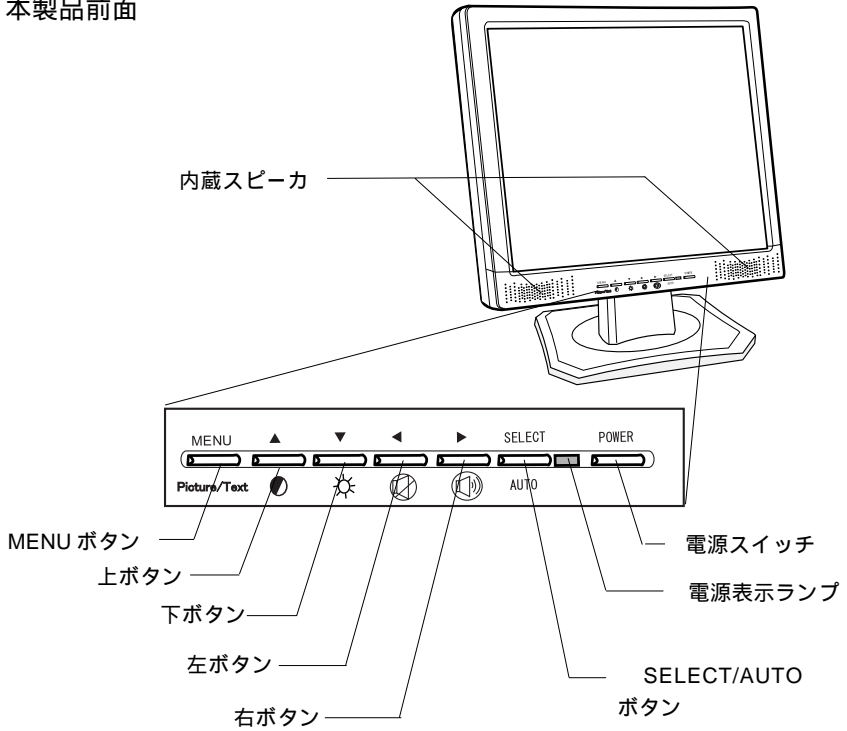 本製品前面
内蔵スピーカ
MENU ▲ ▼ ◀ ▶ SELECT POWER
Picture/Text AUTO
MENU ボタン
電源スイッチ
上ボタン
電源表示ランプ
下ボタン
左ボタン
SELECT/AUTO
ボタン
右ボタン